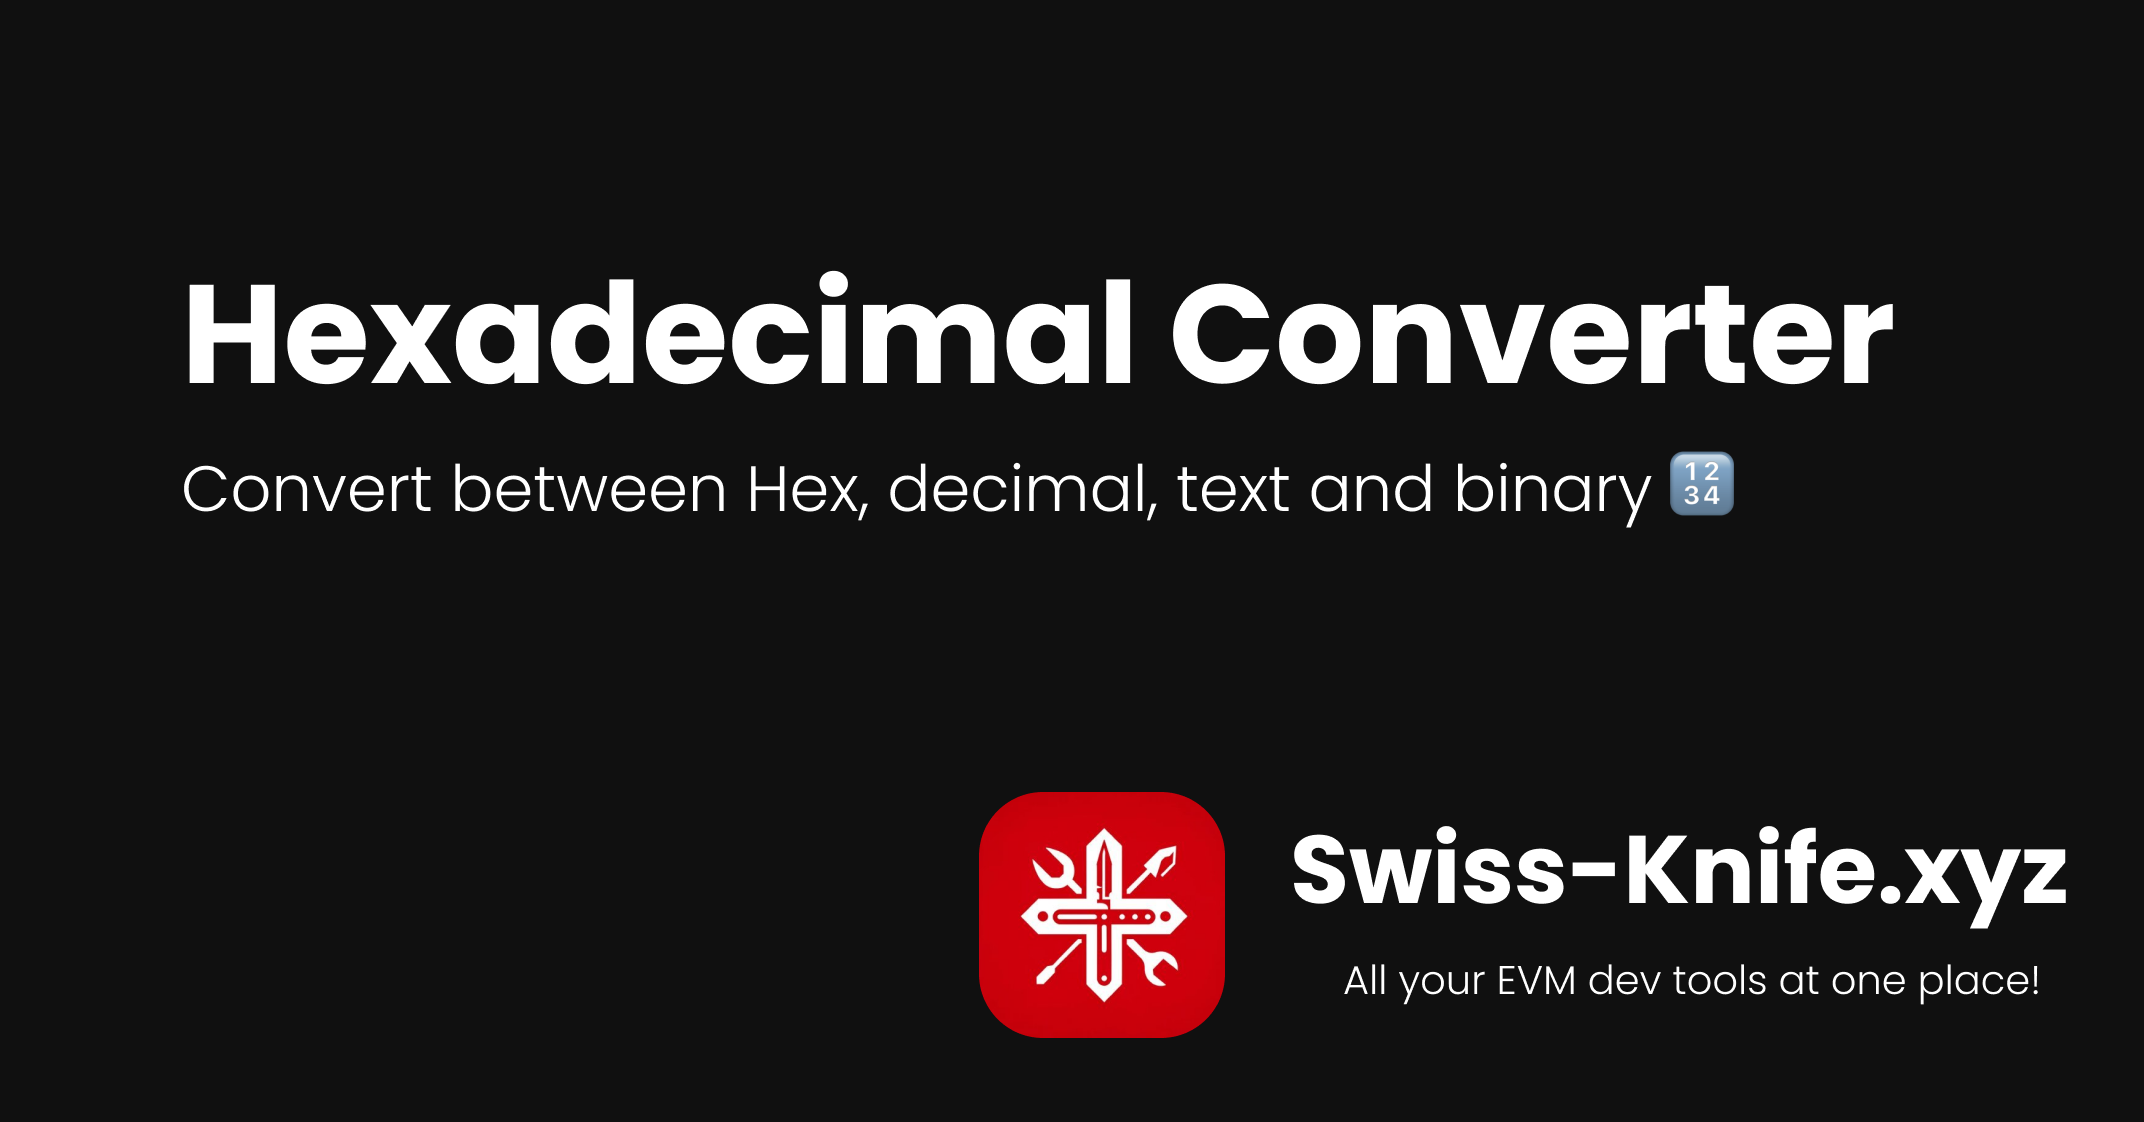 Hexadecimal Converter
Convert between Hex, decimal, text and binary 🔢
Swiss-Knife.xyz
All your EVM dev tools at one place!